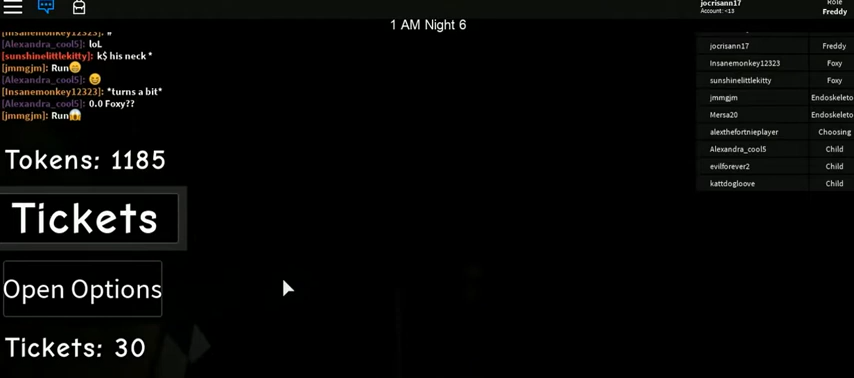 jocrisann17
Account: <13
Role
Freddy
1 AM Night 6
[Insanemonkey12323]: #
[Alexandra_cool5]: loL
[sunshinelittlekitty]: k$ his neck *
[jmmgjm]: Run😁
[Alexandra_cool5]: 😆
[Insanemonkey12323]: *turns a bit*
[Alexandra_cool5]: 0.0 Foxy??
[jmmgjm]: Run😱
jocrisann17 Freddy
Insanemonkey12323 Foxy
sunshinelittlekitty Foxy
jmmgjm Endoskeleto
Mersa20 Endoskeleto
alexthefortnieplayer Choosing
Alexandra_cool5 Child
evilforever2 Child
kattdogloove Child
Tokens: 1185
Tickets
Open Options
Tickets: 30